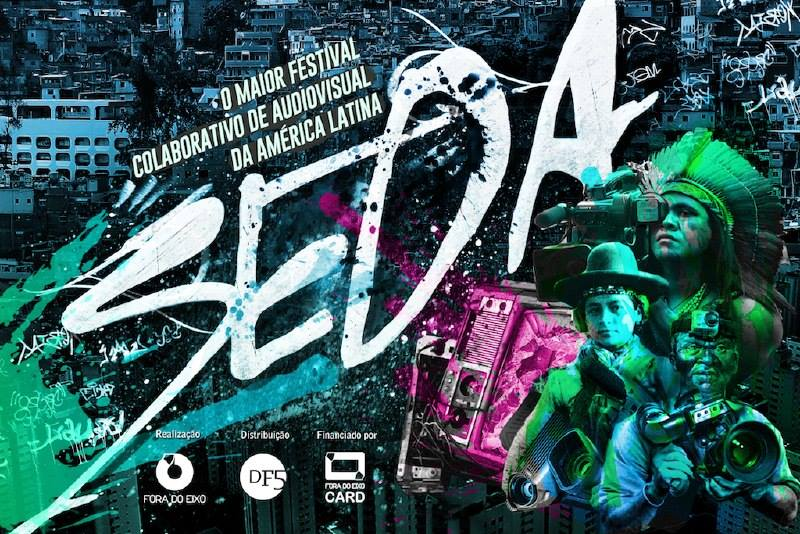 O MAIOR FESTIVAL
COLABORATIVO DE AUDIOVISUAL
DA AMÉRICA LATINA
SEDA
Realização
FORA DO EIXO
Distribuição
DF5
Financiado por
FORA DO EIXO
CARD